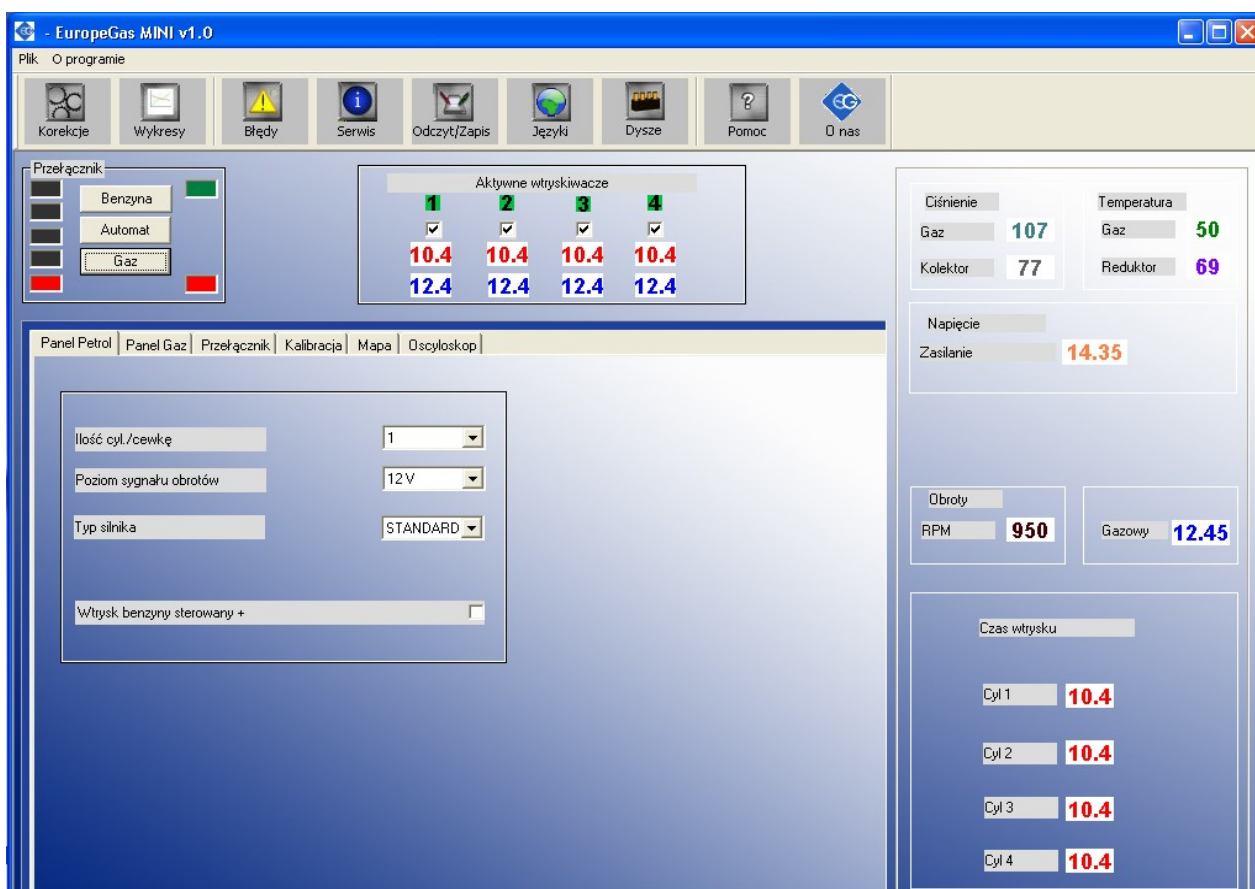 - EuropeGas MINI v1.0
Plik O programie
Korekcje Wykresy Błędy Serwis Odczyt/Zapis Języki Dysze Pomoc O nas
EG
Przełącznik
Benzyna
Automat
Gaz
Aktywne wtryskiwacze
1 2 3 4
10.4 10.4 10.4 10.4
12.4 12.4 12.4 12.4
Panel Petrol Panel Gaz Przełącznik Kalibracja Mapa Oscyloskop
Ilość cyl./cewkę 1
Poziom sygnału obrotów 12 V
Typ silnika STANDARD
Wtrysk benzyny sterowany +
Ciśnienie
Gaz 107
Kolektor 77
Temperatura
Gaz 50
Reduktor 69
Napięcie
Zasilanie 14.35
Obroty
RPM 950
Gazowy 12.45
Czas wtrysku
Cyl 1 10.4
Cyl 2 10.4
Cyl 3 10.4
Cyl 4 10.4